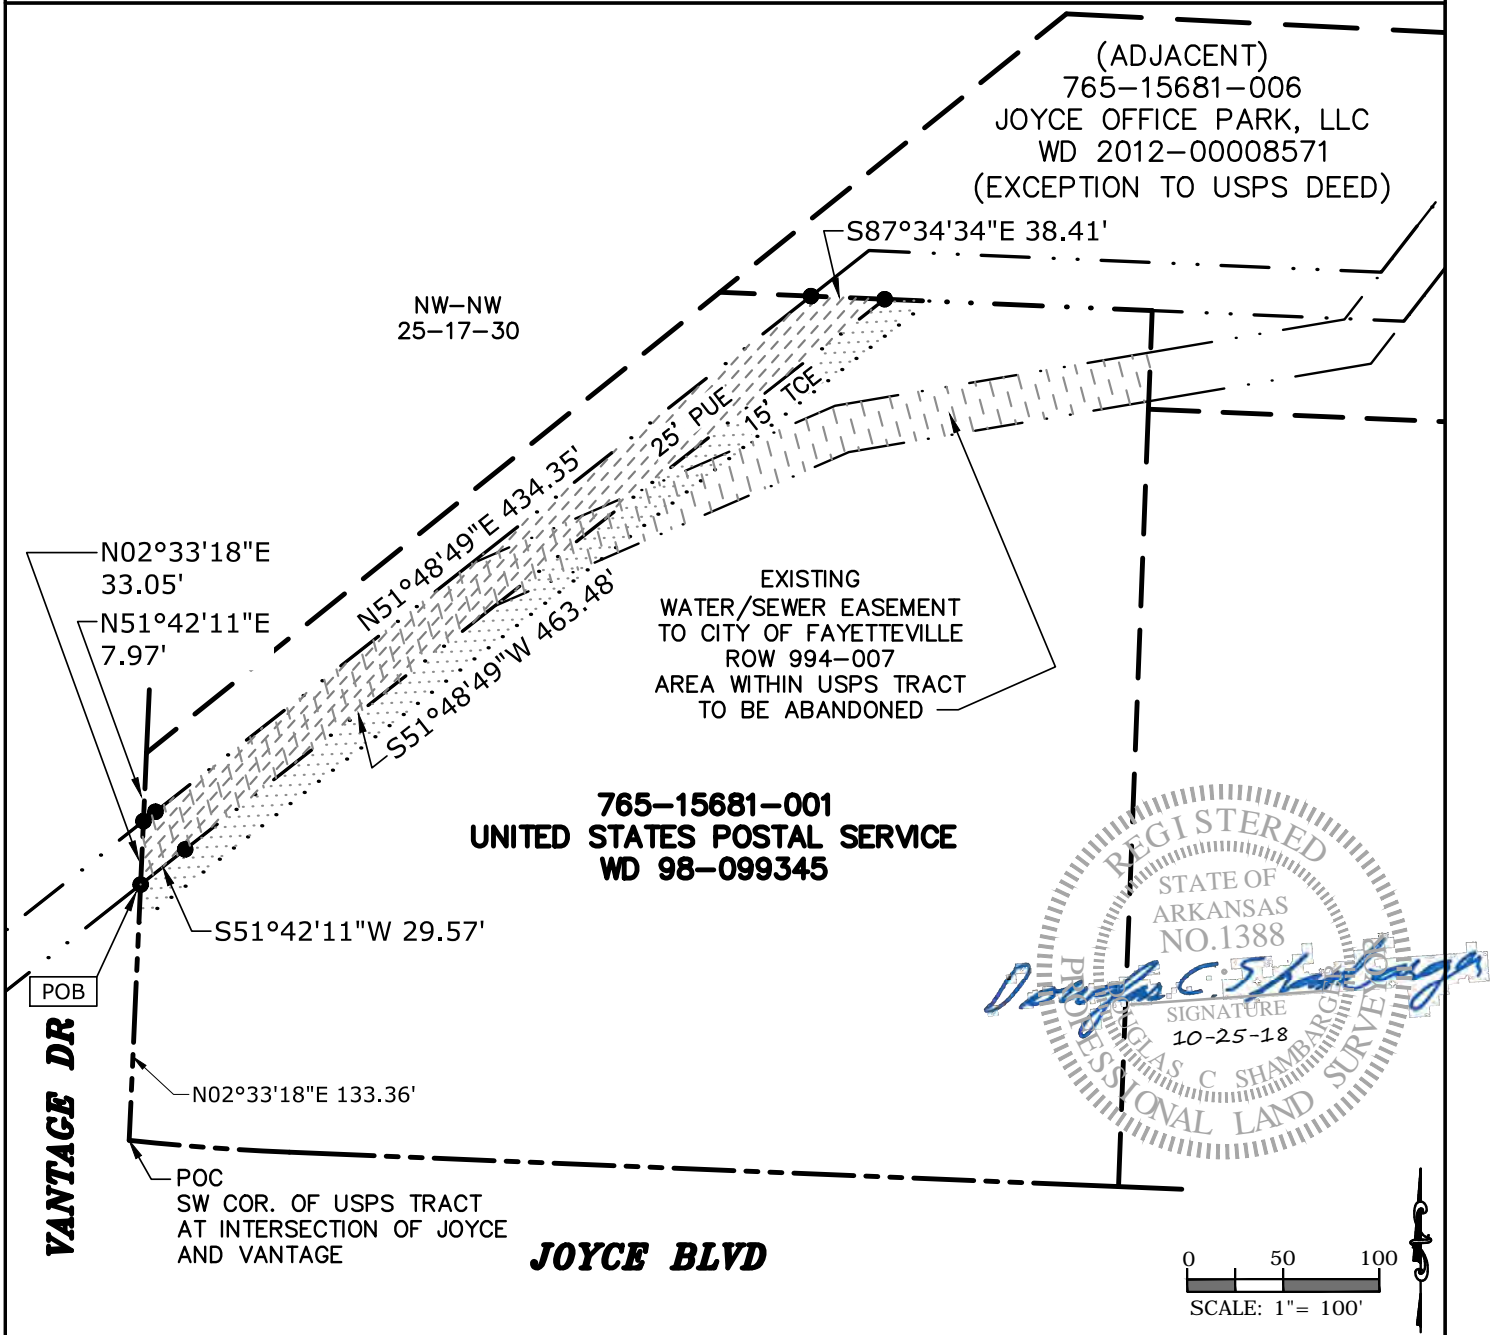 (ADJACENT)
765-15681-006
JOYCE OFFICE PARK, LLC
WD 2012-00008571
(EXCEPTION TO USPS DEED)
S87°34'34"E 38.41'
NW-NW
25-17-30
25' PUE
15' TCE
N51°48'49"E 434.35'
S51°48'49"W 463.48'
N02°33'18"E
33.05'
N51°42'11"E
7.97'
EXISTING
WATER/SEWER EASEMENT
TO CITY OF FAYETTEVILLE
ROW 994-007
AREA WITHIN USPS TRACT
TO BE ABANDONED
765-15681-001
UNITED STATES POSTAL SERVICE
WD 98-099345
S51°42'11"W 29.57'
POB
VANTAGE DR
N02°33'18"E 133.36'
POC
SW COR. OF USPS TRACT
AT INTERSECTION OF JOYCE
AND VANTAGE
JOYCE BLVD
REGISTERED
STATE OF
ARKANSAS
NO.1388
Douglas C. Shambarger
SIGNATURE
10-25-18
DOUGLAS C SHAMBARGER
PROFESSIONAL LAND SURVEYOR
0 50 100
SCALE: 1"= 100'